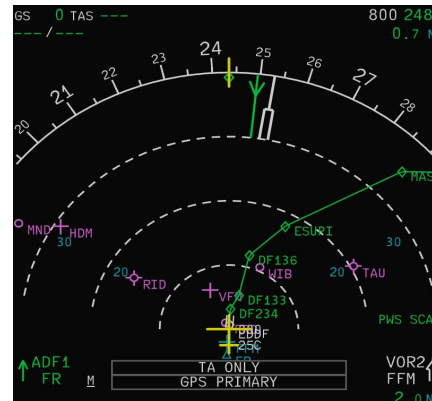 GS 0 TAS ---
800 248
---/---
0.7
24
25
23
26
22
27
21
28
20
MAS
MND
HDM
ESURI
30
30
DF136
WIB
20
RID
20
TAU
VF
DF133
DF234
PWS SCA
EDDF
25C
ADF1
TA ONLY
VOR2
FR
M
GPS PRIMARY
FFM